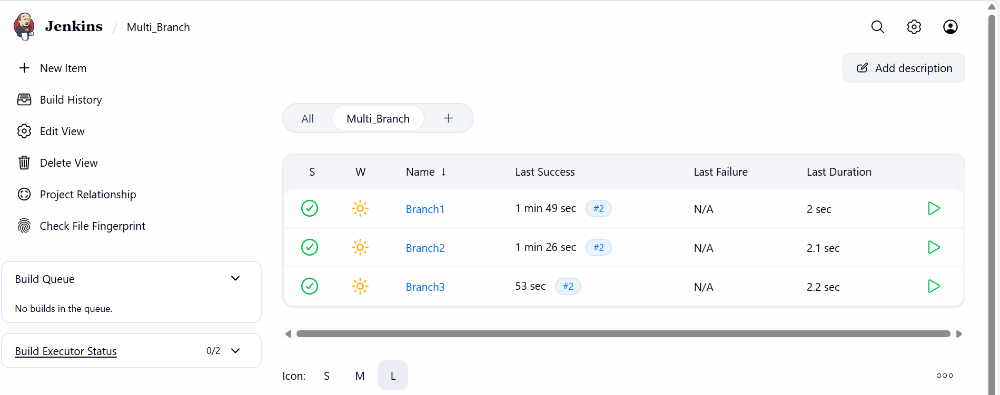 Jenkins / Multi_Branch
New Item
Build History
Edit View
Delete View
Project Relationship
Check File Fingerprint
Build Queue
No builds in the queue.
Build Executor Status 0/2
Add description
All Multi_Branch +
S W Name ↓ Last Success Last Failure Last Duration
Branch1 1 min 49 sec #2 N/A 2 sec
Branch2 1 min 26 sec #2 N/A 2.1 sec
Branch3 53 sec #2 N/A 2.2 sec
Icon: S M L